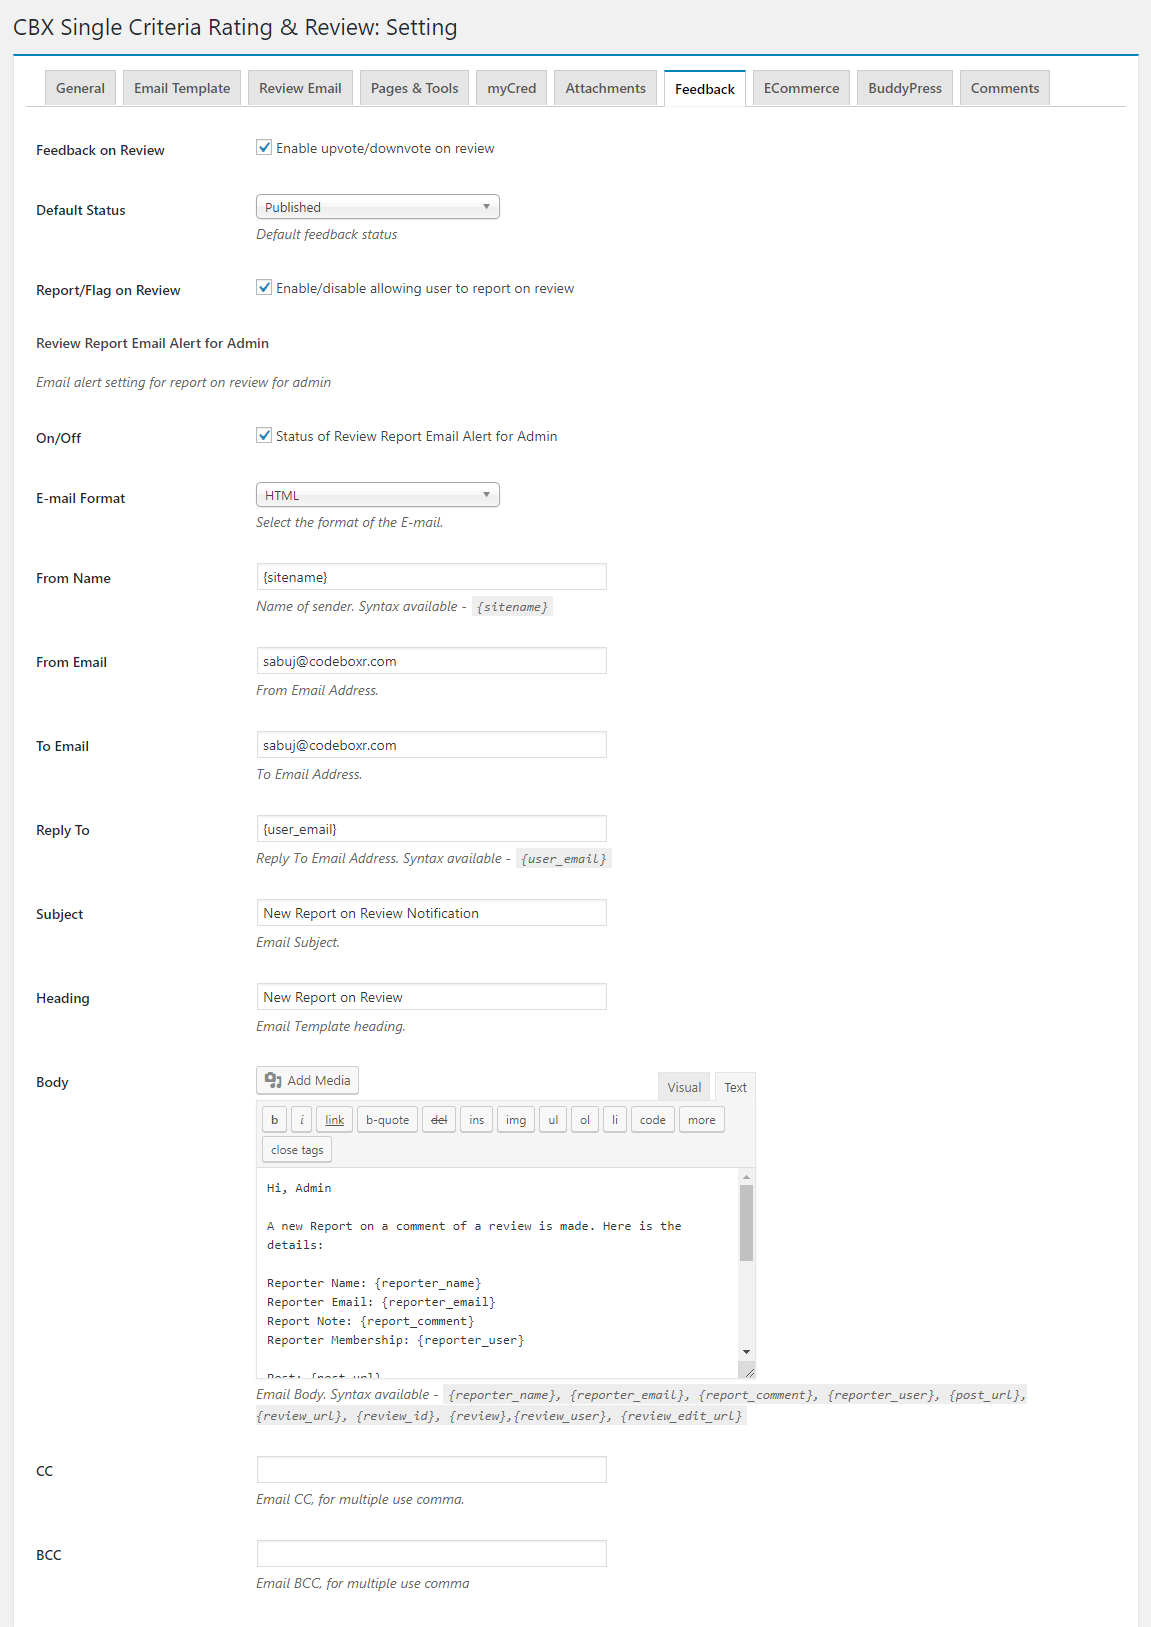 CBX Single Criteria Rating & Review: Setting
General Email Template Review Email Pages & Tools myCred Attachments Feedback ECommerce BuddyPress Comments
Feedback on Review
Enable upvote/downvote on review
Default Status
Published
Default feedback status
Report/Flag on Review
Enable/disable allowing user to report on review
Review Report Email Alert for Admin
Email alert setting for report on review for admin
On/Off
Status of Review Report Email Alert for Admin
E-mail Format
HTML
Select the format of the E-mail.
From Name
{sitename}
Name of sender. Syntax available - {sitename}
From Email
sabuj@codeboxr.com
From Email Address.
To Email
sabuj@codeboxr.com
To Email Address.
Reply To
{user_email}
Reply To Email Address. Syntax available - {user_email}
Subject
New Report on Review Notification
Email Subject.
Heading
New Report on Review
Email Template heading.
Body
Add Media
Visual Text
b i link b-quote del ins img ul ol li code more
close tags
Hi, Admin
A new Report on a comment of a review is made. Here is the
details:
Reporter Name: {reporter_name}
Reporter Email: {reporter_email}
Report Note: {report_comment}
Reporter Membership: {reporter_user}
Post: {post_url}
Email Body. Syntax available - {reporter_name}, {reporter_email}, {report_comment}, {reporter_user}, {post_url},
{review_url}, {review_id}, {review},{review_user}, {review_edit_url}
CC
Email CC, for multiple use comma.
BCC
Email BCC, for multiple use comma